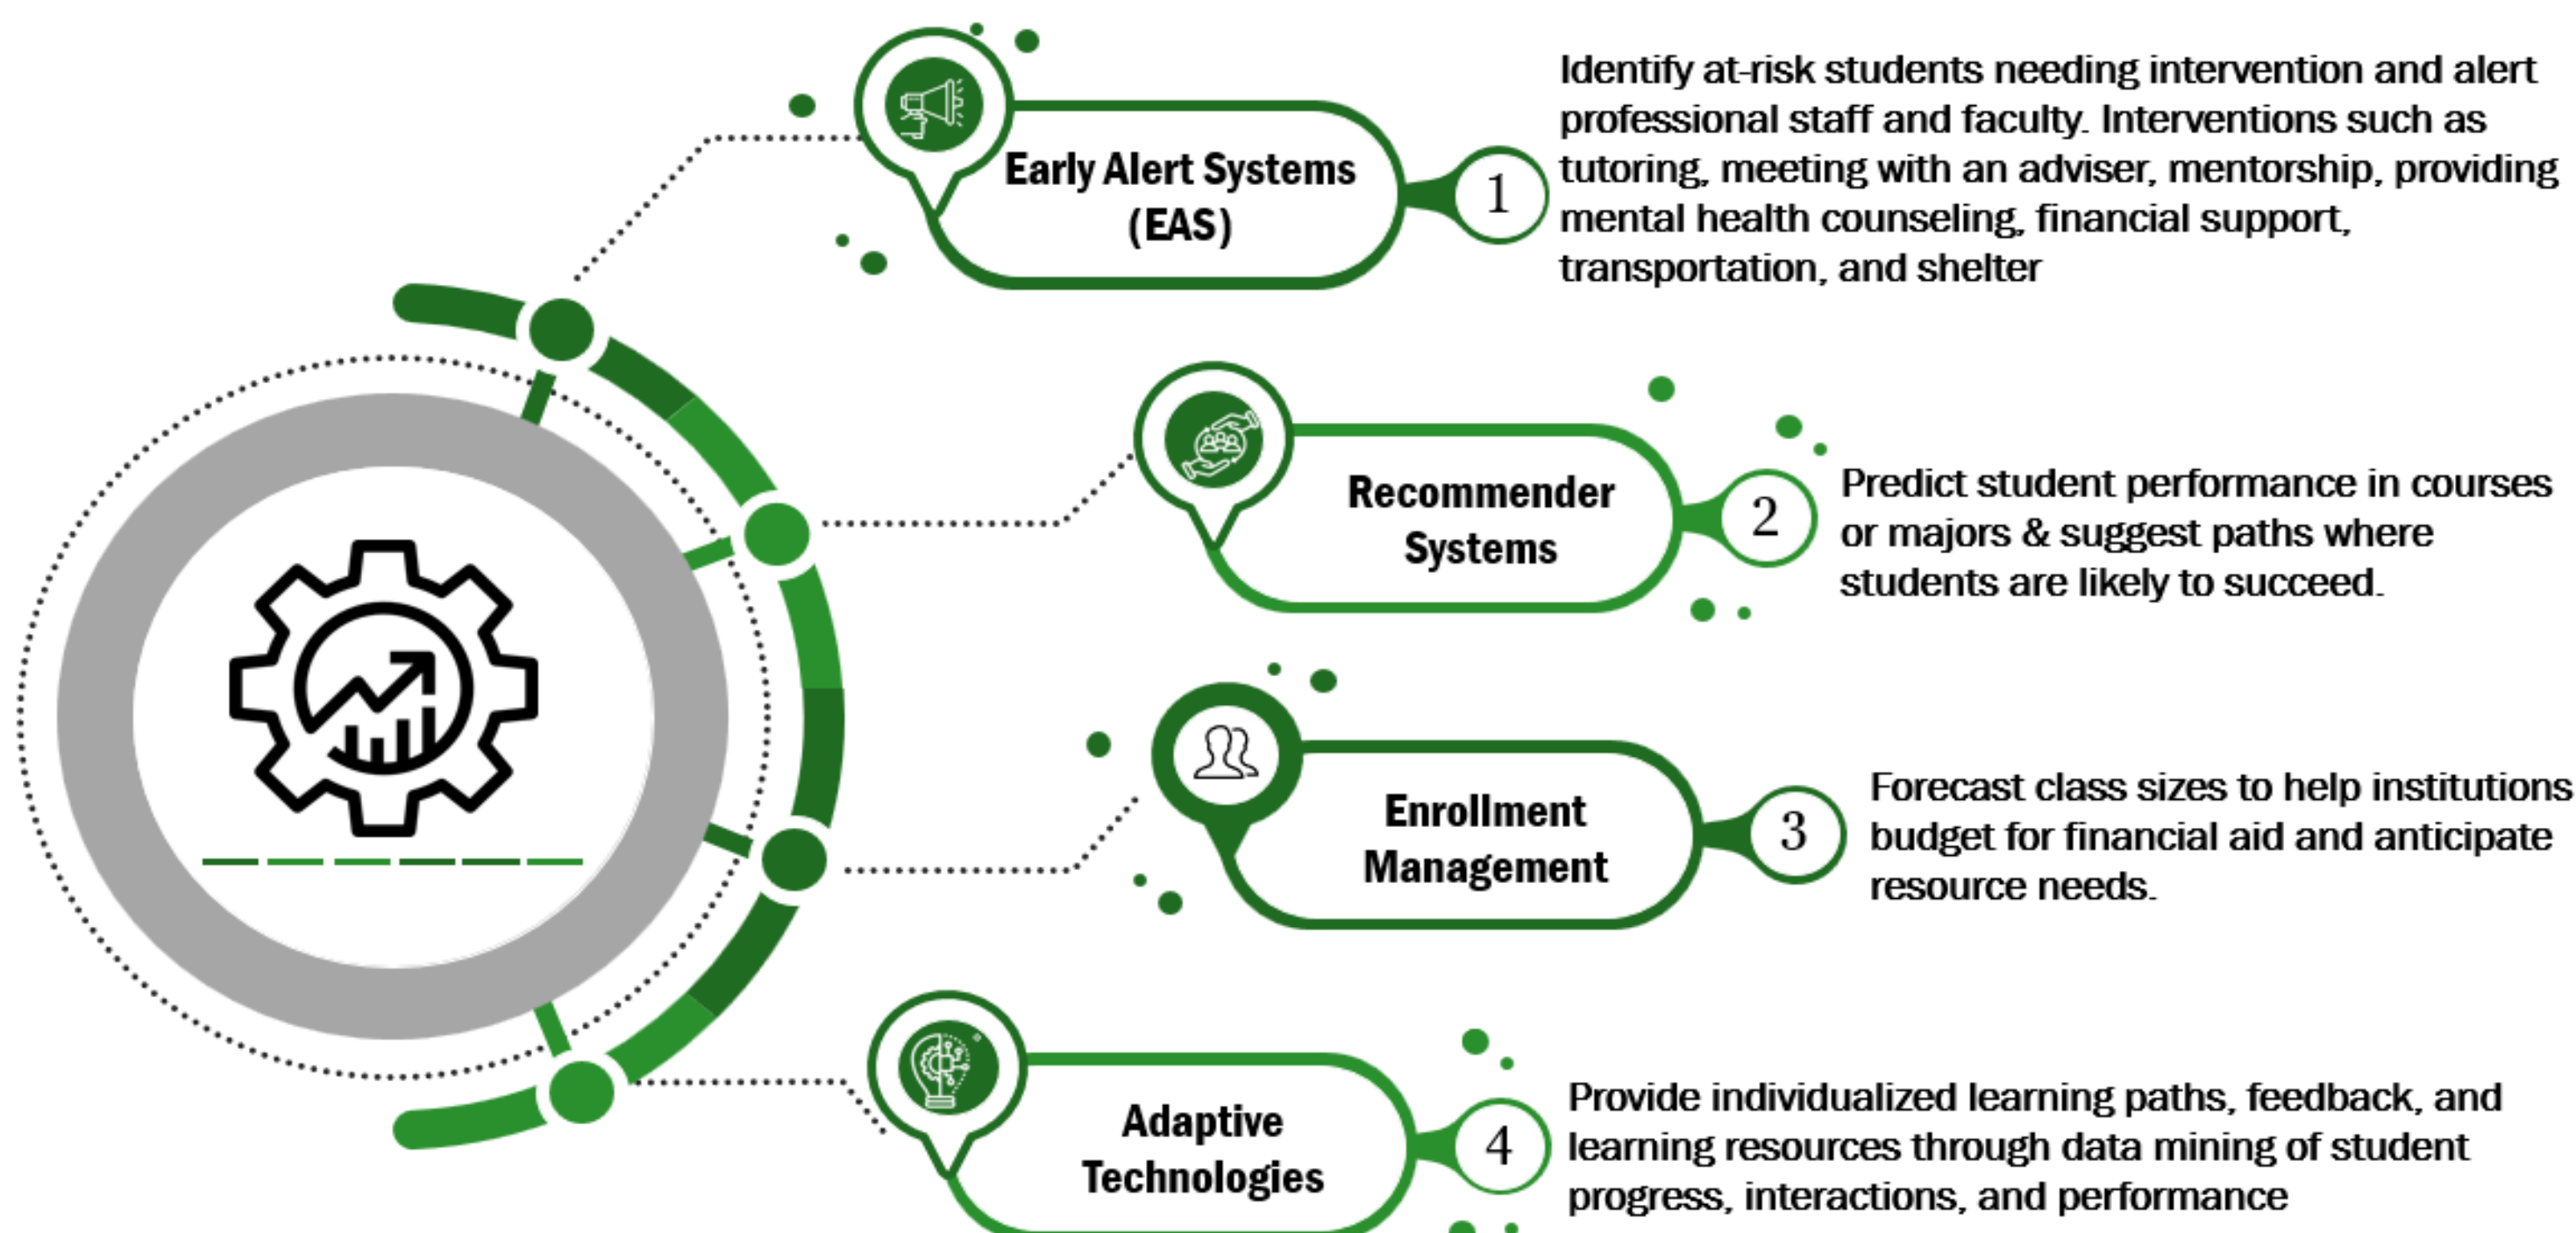 Early Alert Systems
(EAS)
1
Identify at-risk students needing intervention and alert
professional staff and faculty. Interventions such as
tutoring, meeting with an adviser, mentorship, providing
mental health counseling, financial support,
transportation, and shelter
Recommender
Systems
2
Predict student performance in courses
or majors & suggest paths where
students are likely to succeed.
Enrollment
Management
3
Forecast class sizes to help institutions
budget for financial aid and anticipate
resource needs.
Adaptive
Technologies
4
Provide individualized learning paths, feedback, and
learning resources through data mining of student
progress, interactions, and performance